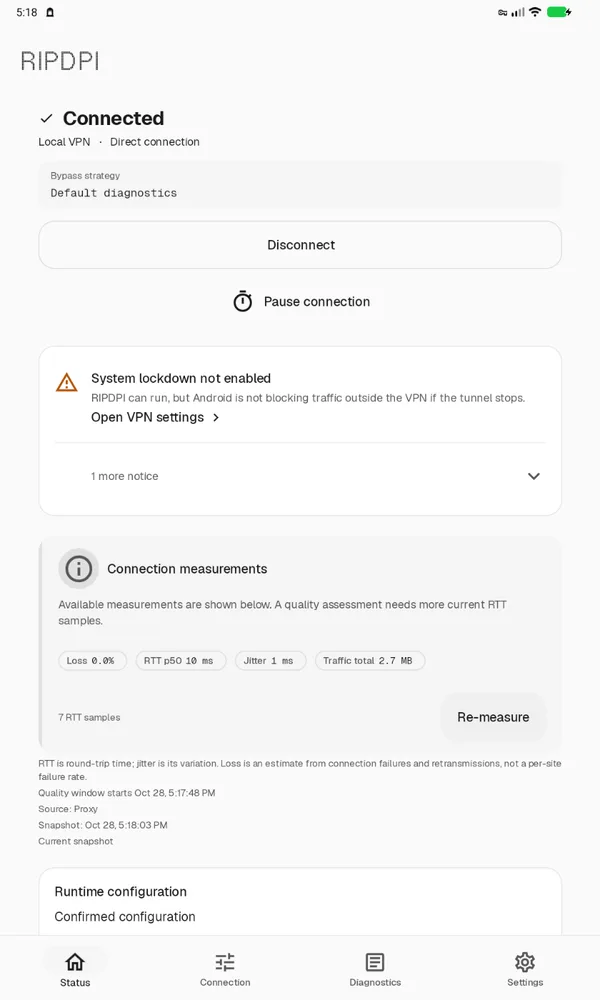 5:18
RIPDPI
Connected
Local VPN · Direct connection
Bypass strategy
Default diagnostics
Disconnect
Pause connection
System lockdown not enabled
RIPDPI can run, but Android is not blocking traffic outside the VPN if the tunnel stops.
Open VPN settings
1 more notice
Connection measurements
Available measurements are shown below. A quality assessment needs more current RTT
samples.
Loss 0.0% RTT p50 10 ms Jitter 1 ms Traffic total 2.7 MB
7 RTT samples Re-measure
RTT is round-trip time; jitter is its variation. Loss is an estimate from connection failures and retransmissions, not a per-site
failure rate.
Quality window starts Oct 28, 5:17:48 PM
Source: Proxy
Snapshot: Oct 28, 5:18:03 PM
Current snapshot
Runtime configuration
Confirmed configuration
Status Connection Diagnostics Settings